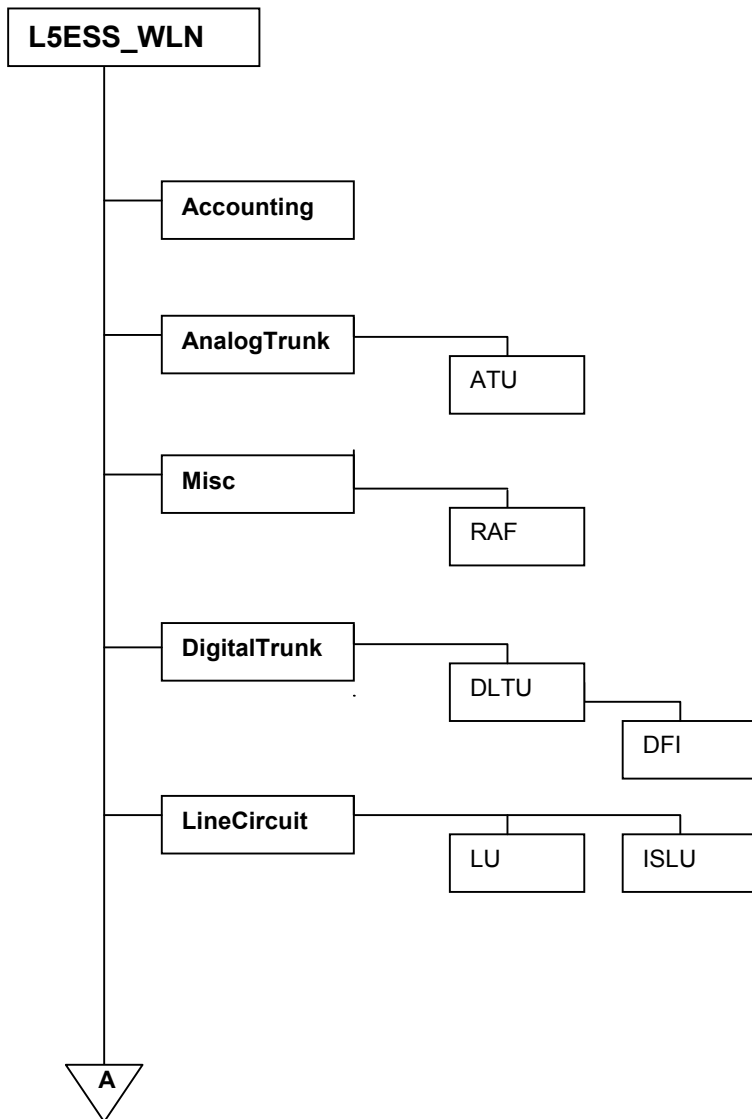 L5ESS_WLN
Accounting
AnalogTrunk
ATU
Misc
RAF
DigitalTrunk
DLTU
DFI
LineCircuit
LU
ISLU
A